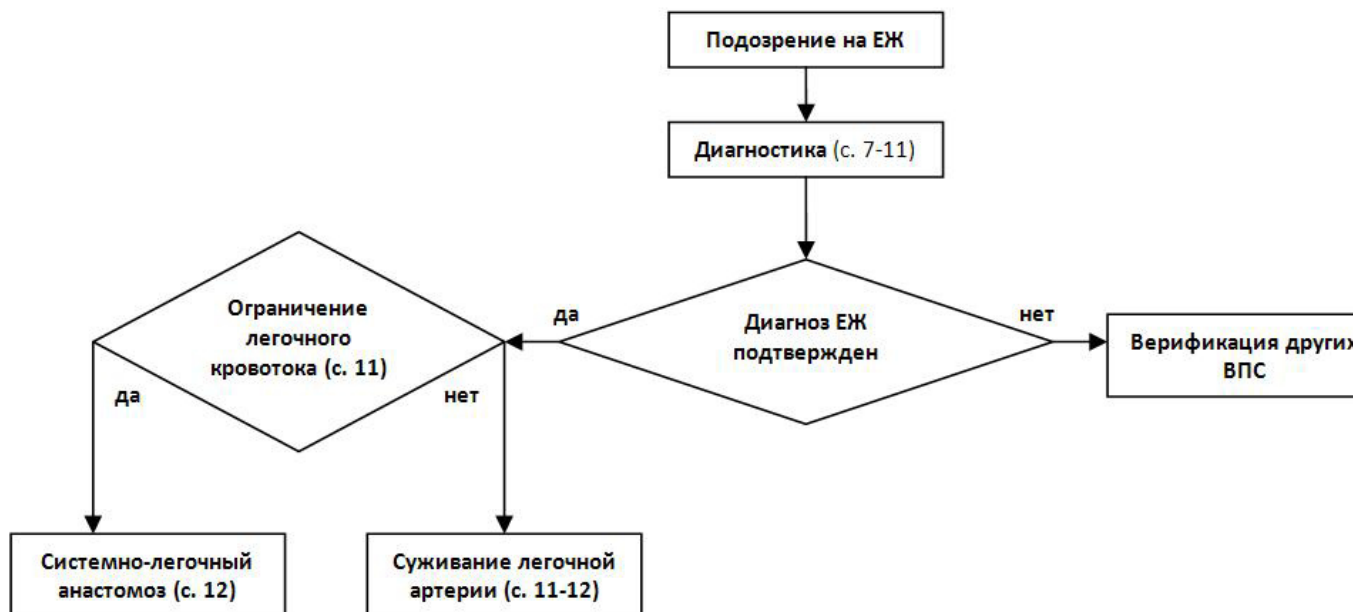 Подозрение на ЕЖ
Диагностика (с. 7-11)
Диагноз ЕЖ
подтвержден
да
нет
Ограничение
легочного
кровотока (с. 11)
Верификация других
ВПС
да
нет
Системно-легочный
анастомоз (с. 12)
Суживание легочной
артерии (с. 11-12)